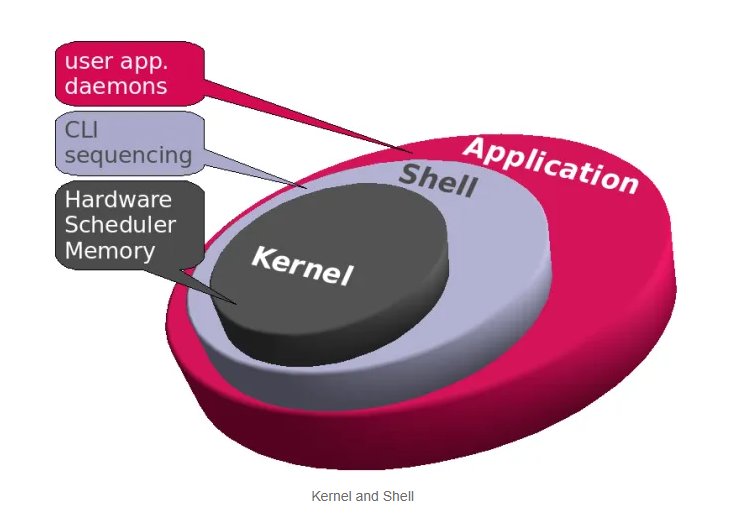 user app.
daemons
CLI
sequencing
Hardware
Scheduler
Memory
Application
Shell
Kernel
Kernel and Shell